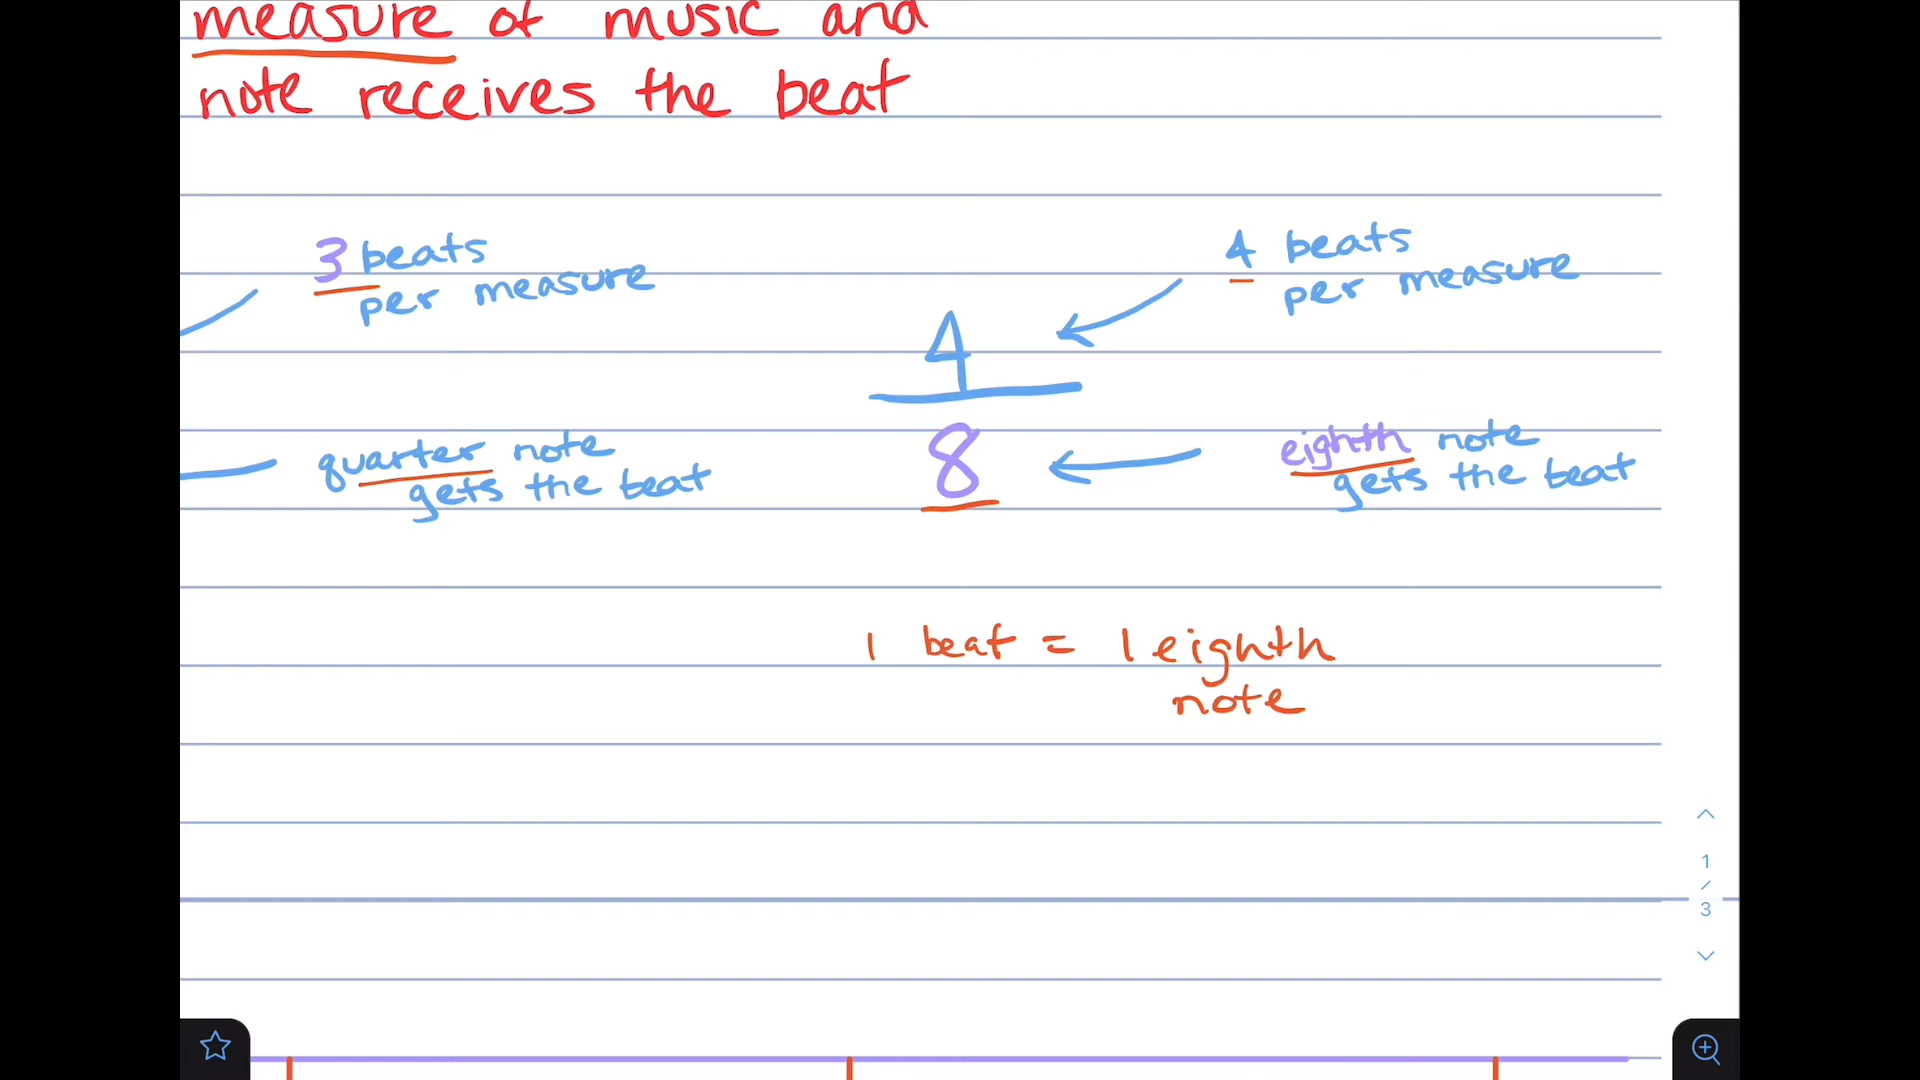 measure of music and
note receives the beat
3 beats
per measure
quarter note
gets the beat
4
8
4 beats
per measure
eighth note
gets the beat
1 beat = 1 eighth
note
1
/
3